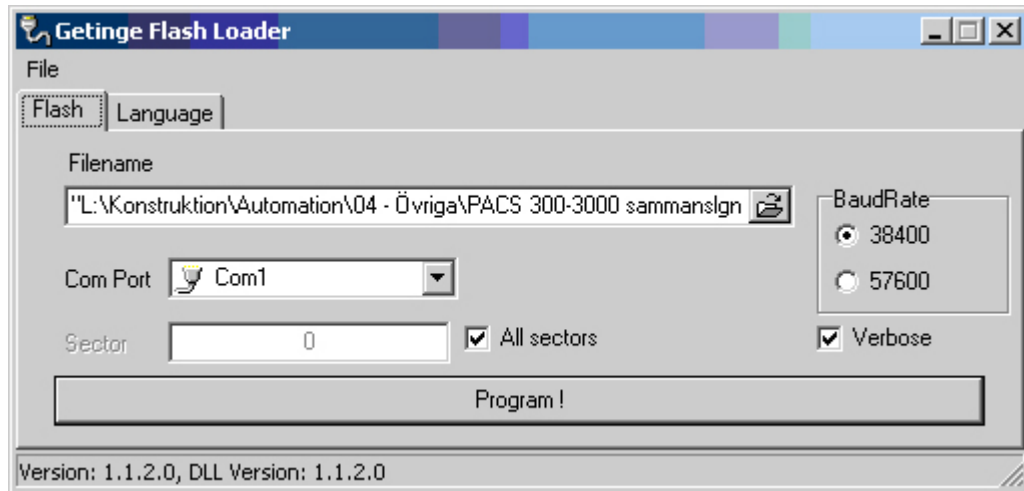 Getinge Flash Loader
File
Flash Language
Filename
"L:\Konstruktion\Automation\04 - Övriga\PACS 300-3000 sammanslgn
BaudRate
38400
Com Port Com1
57600
Sector 0 All sectors Verbose
Program !
Version: 1.1.2.0, DLL Version: 1.1.2.0